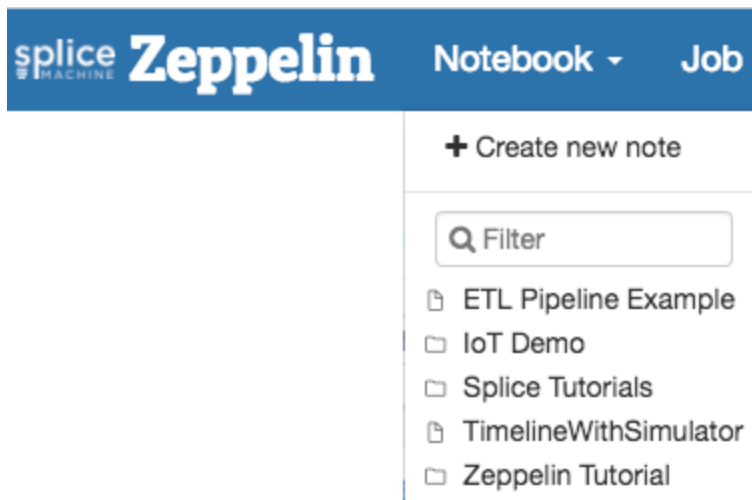 splice MACHINE Zeppelin Notebook Job
Create new note
Filter
ETL Pipeline Example
IoT Demo
Splice Tutorials
TimelineWithSimulator
Zeppelin Tutorial